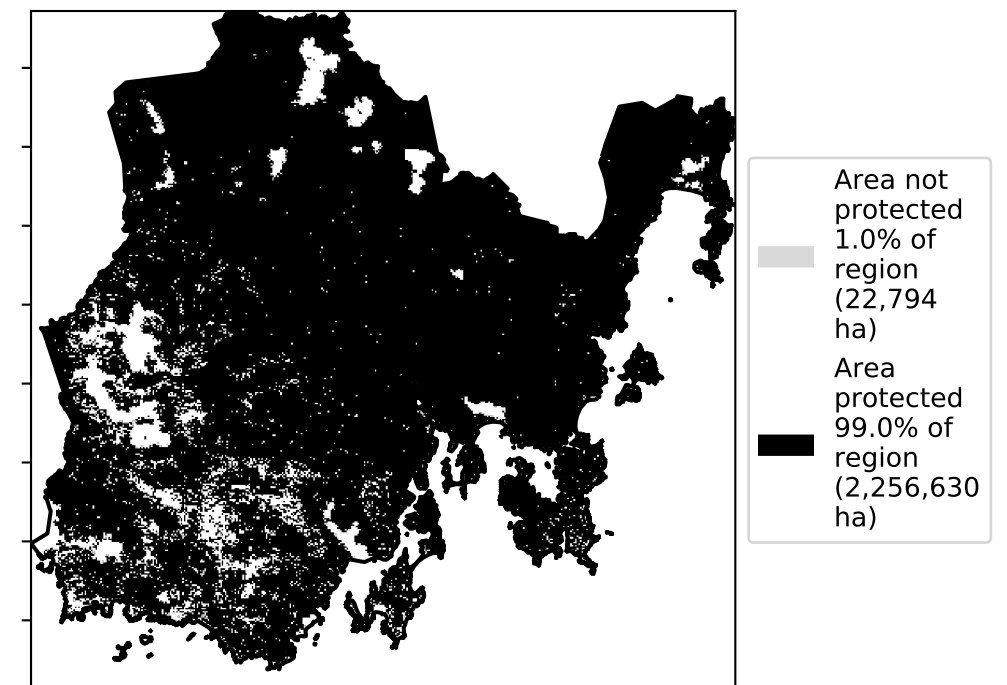 Area not
protected
1.0% of
region
(22,794
ha)
Area
protected
99.0% of
region
(2,256,630
ha)